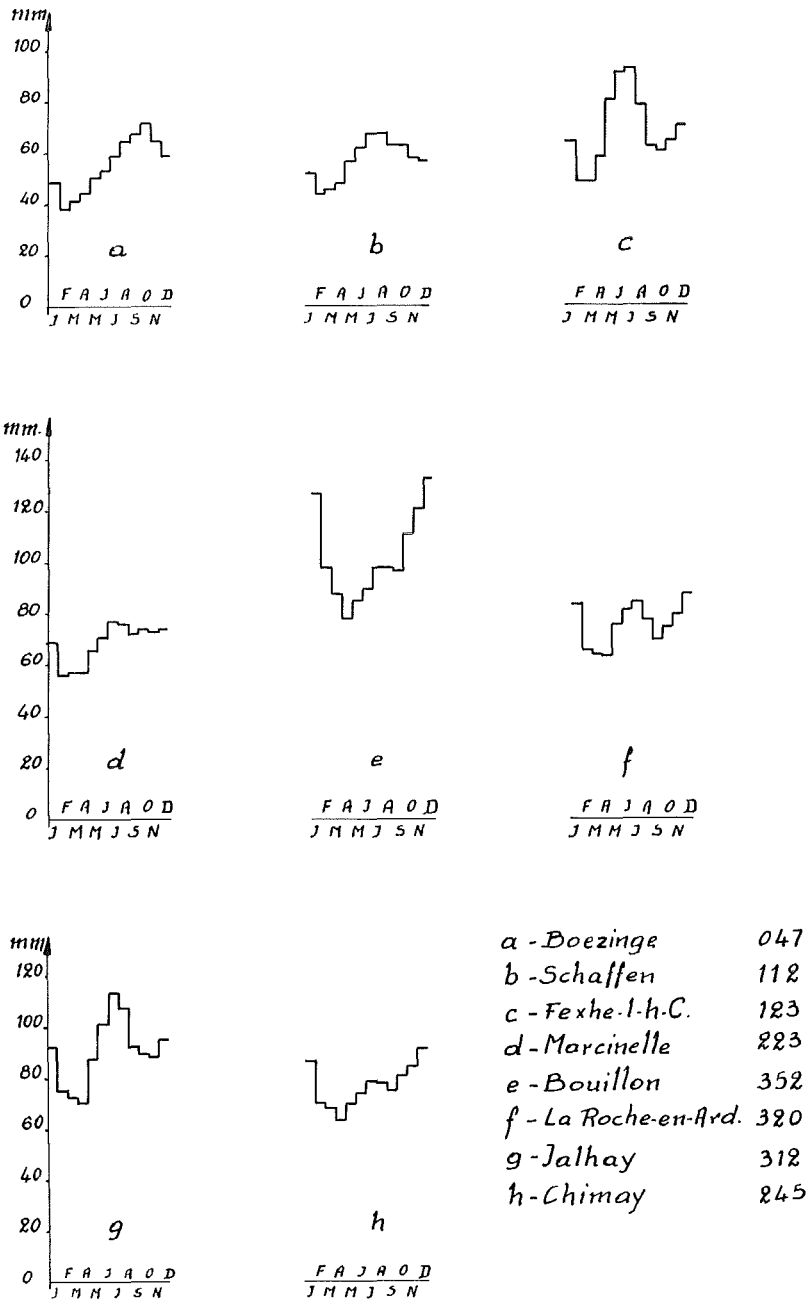 mm
100
80
60
40
20
0
a
b
c
F A J A O D
J M M J S N
F A J A O D
J M M J S N
F A J A O D
J M M J S N
mm.
140
120
100
80
60
40
20
0
d
e
f
F A J A O D
J M M J S N
F A J A O D
J M M J S N
F A J A O D
J M M J S N
mm
120
100
80
60
40
20
0
g
h
F A J A O D
J M M J S N
F A J A O D
J M M J S N
a - Boezinge 047
b - Schaffen 112
c - Fexhe-l-h-C. 123
d - Marcinelle 223
e - Bouillon 352
f - La Roche-en-Ard. 320
g - Jalhay 312
h - Chimay 245